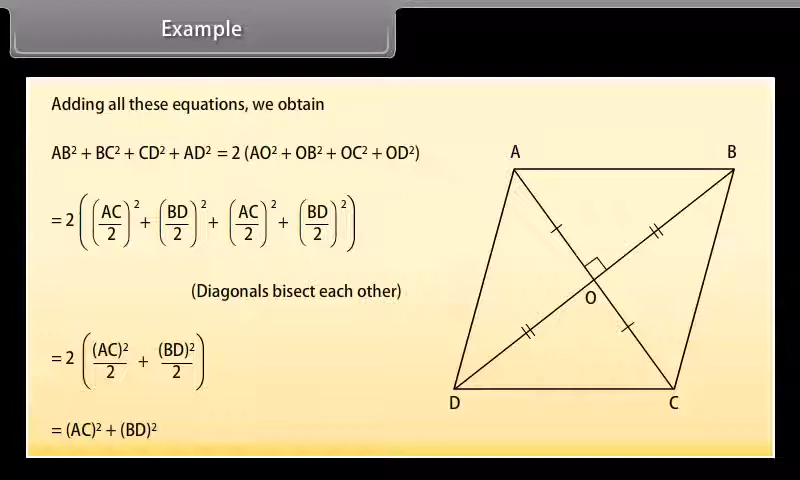 Example
Adding all these equations, we obtain
AB² + BC² + CD² + AD² = 2 (AO² + OB² + OC² + OD²)
= 2 ((AC/2)² + (BD/2)² + (AC/2)² + (BD/2)²)
(Diagonals bisect each other)
= 2 ((AC)²/2 + (BD)²/2)
= (AC)² + (BD)²
A B
O
D C